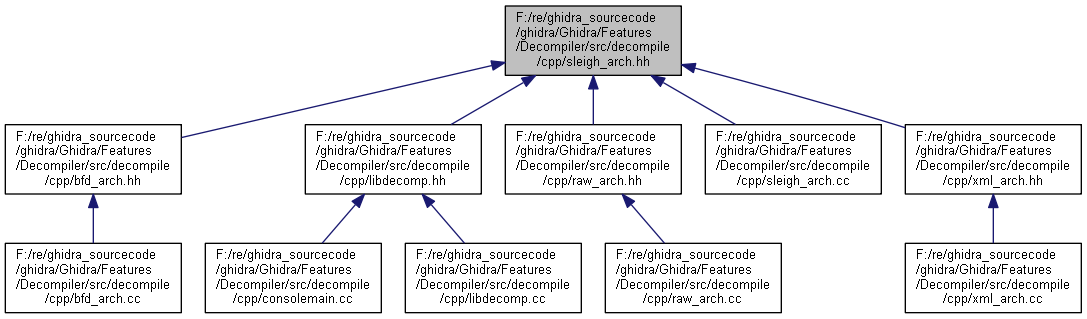 F:/re/ghidra_sourcecode
/ghidra/Ghidra/Features
/Decompiler/src/decompile
/cpp/sleigh_arch.hh
F:/re/ghidra_sourcecode
/ghidra/Ghidra/Features
/Decompiler/src/decompile
/cpp/bfd_arch.hh
F:/re/ghidra_sourcecode
/ghidra/Ghidra/Features
/Decompiler/src/decompile
/cpp/libdecomp.hh
F:/re/ghidra_sourcecode
/ghidra/Ghidra/Features
/Decompiler/src/decompile
/cpp/raw_arch.hh
F:/re/ghidra_sourcecode
/ghidra/Ghidra/Features
/Decompiler/src/decompile
/cpp/sleigh_arch.cc
F:/re/ghidra_sourcecode
/ghidra/Ghidra/Features
/Decompiler/src/decompile
/cpp/xml_arch.hh
F:/re/ghidra_sourcecode
/ghidra/Ghidra/Features
/Decompiler/src/decompile
/cpp/bfd_arch.cc
F:/re/ghidra_sourcecode
/ghidra/Ghidra/Features
/Decompiler/src/decompile
/cpp/consolemain.cc
F:/re/ghidra_sourcecode
/ghidra/Ghidra/Features
/Decompiler/src/decompile
/cpp/libdecomp.cc
F:/re/ghidra_sourcecode
/ghidra/Ghidra/Features
/Decompiler/src/decompile
/cpp/raw_arch.cc
F:/re/ghidra_sourcecode
/ghidra/Ghidra/Features
/Decompiler/src/decompile
/cpp/xml_arch.cc